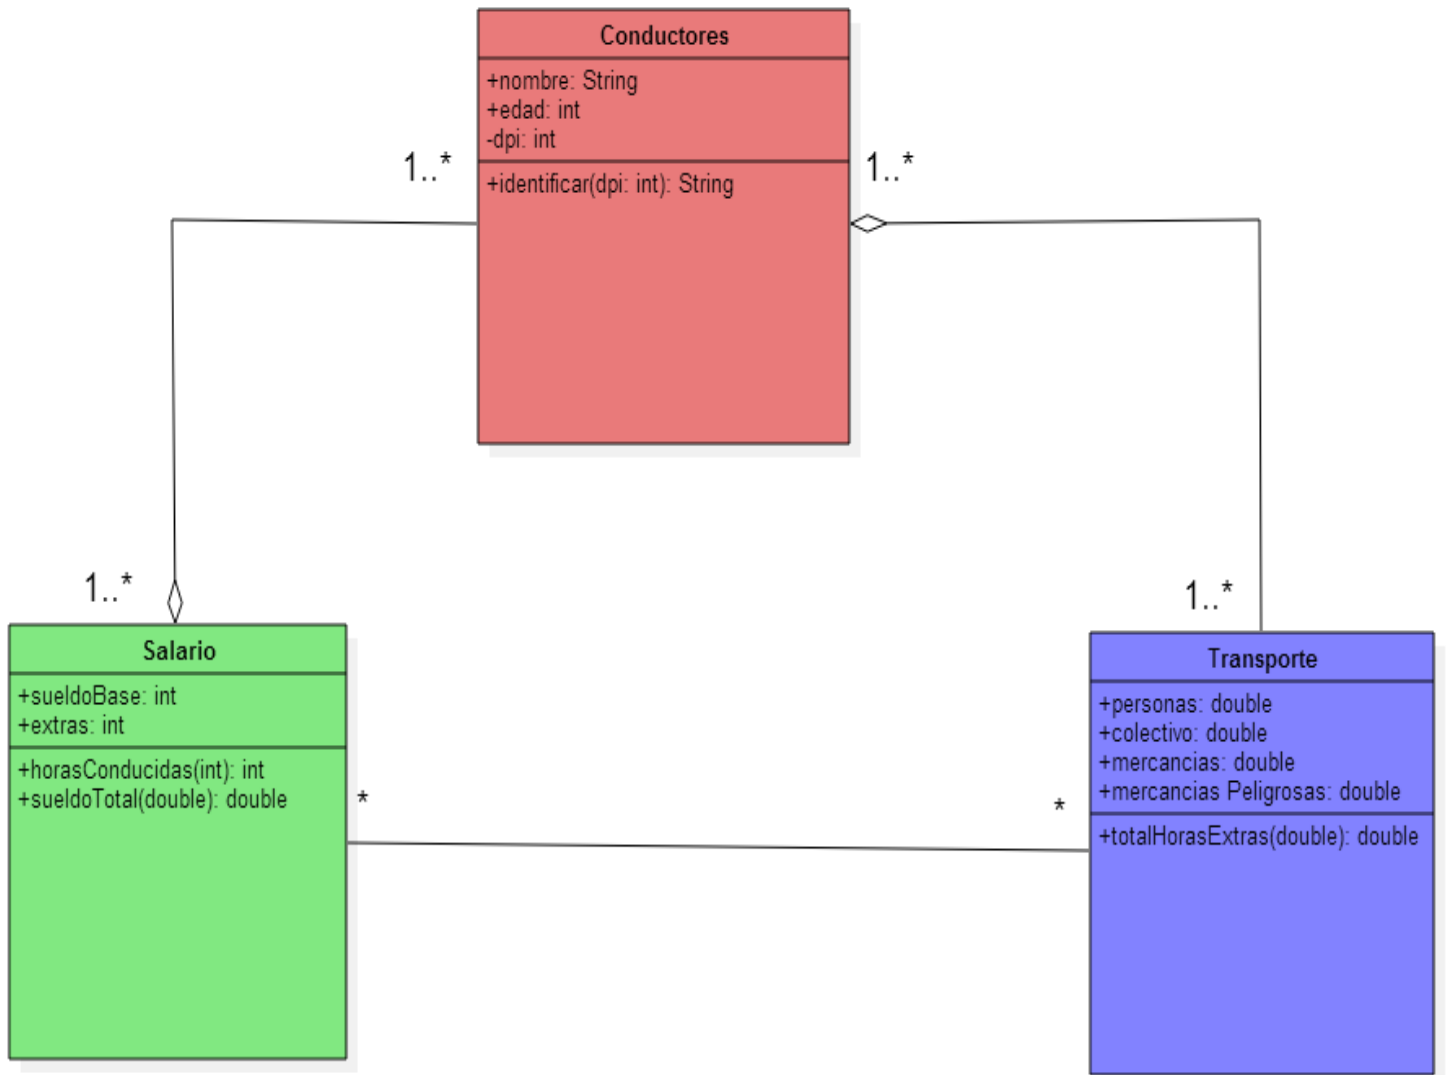 Conductores
+nombre: String
+edad: int
-dpi: int
+identificar(dpi: int): String
1..*
1..*
1..*
1..*
Salario
+sueldoBase: int
+extras: int
+horasConducidas(int): int
+sueldoTotal(double): double
*
*
Transporte
+personas: double
+colectivo: double
+mercancias: double
+mercancias Peligrosas: double
+totalHorasExtras(double): double